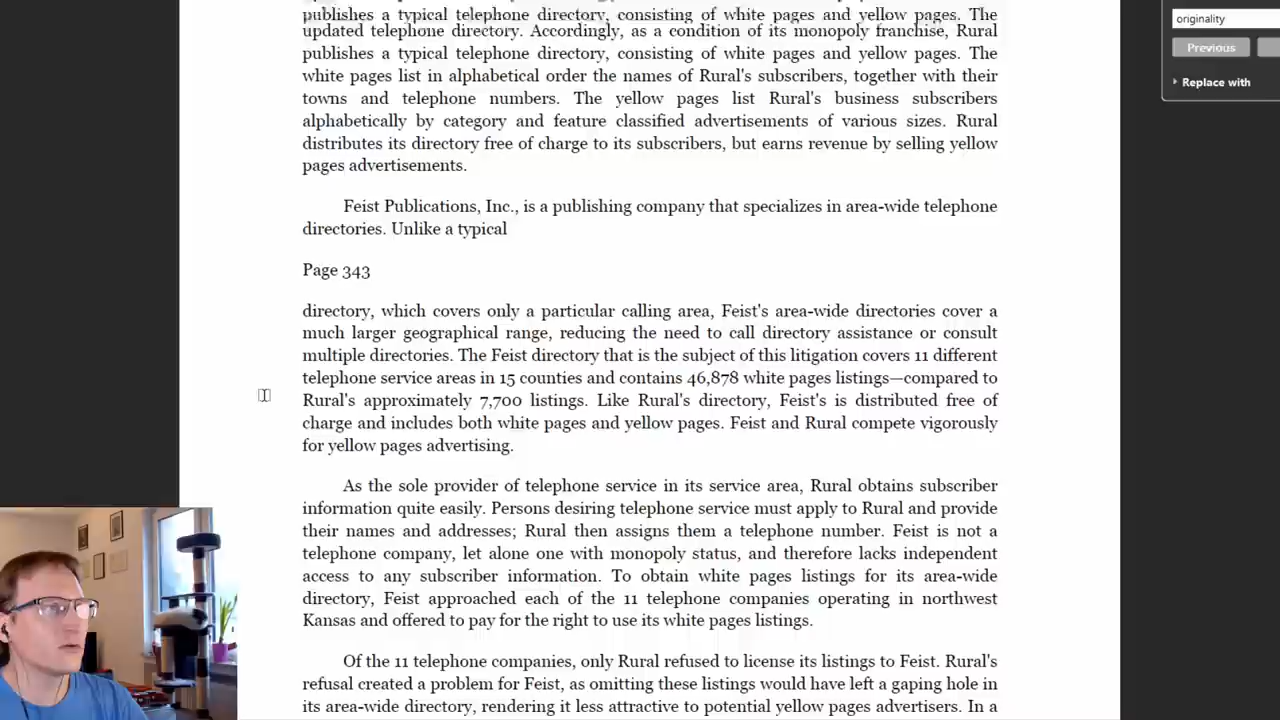 publishes a typical telephone directory, consisting of white pages and yellow pages. The
updated telephone directory. Accordingly, as a condition of its monopoly franchise, Rural
publishes a typical telephone directory, consisting of white pages and yellow pages. The
white pages list in alphabetical order the names of Rural's subscribers, together with their
towns and telephone numbers. The yellow pages list Rural's business subscribers
alphabetically by category and feature classified advertisements of various sizes. Rural
distributes its directory free of charge to its subscribers, but earns revenue by selling yellow
pages advertisements.
Feist Publications, Inc., is a publishing company that specializes in area-wide telephone
directories. Unlike a typical
Page 343
directory, which covers only a particular calling area, Feist's area-wide directories cover a
much larger geographical range, reducing the need to call directory assistance or consult
multiple directories. The Feist directory that is the subject of this litigation covers 11 different
telephone service areas in 15 counties and contains 46,878 white pages listings—compared to
Rural's approximately 7,700 listings. Like Rural's directory, Feist's is distributed free of
charge and includes both white pages and yellow pages. Feist and Rural compete vigorously
for yellow pages advertising.
As the sole provider of telephone service in its service area, Rural obtains subscriber
information quite easily. Persons desiring telephone service must apply to Rural and provide
their names and addresses; Rural then assigns them a telephone number. Feist is not a
telephone company, let alone one with monopoly status, and therefore lacks independent
access to any subscriber information. To obtain white pages listings for its area-wide
directory, Feist approached each of the 11 telephone companies operating in northwest
Kansas and offered to pay for the right to use its white pages listings.
Of the 11 telephone companies, only Rural refused to license its listings to Feist. Rural's
refusal created a problem for Feist, as omitting these listings would have left a gaping hole in
its area-wide directory, rendering it less attractive to potential yellow pages advertisers. In a
originality
Previous
Replace with